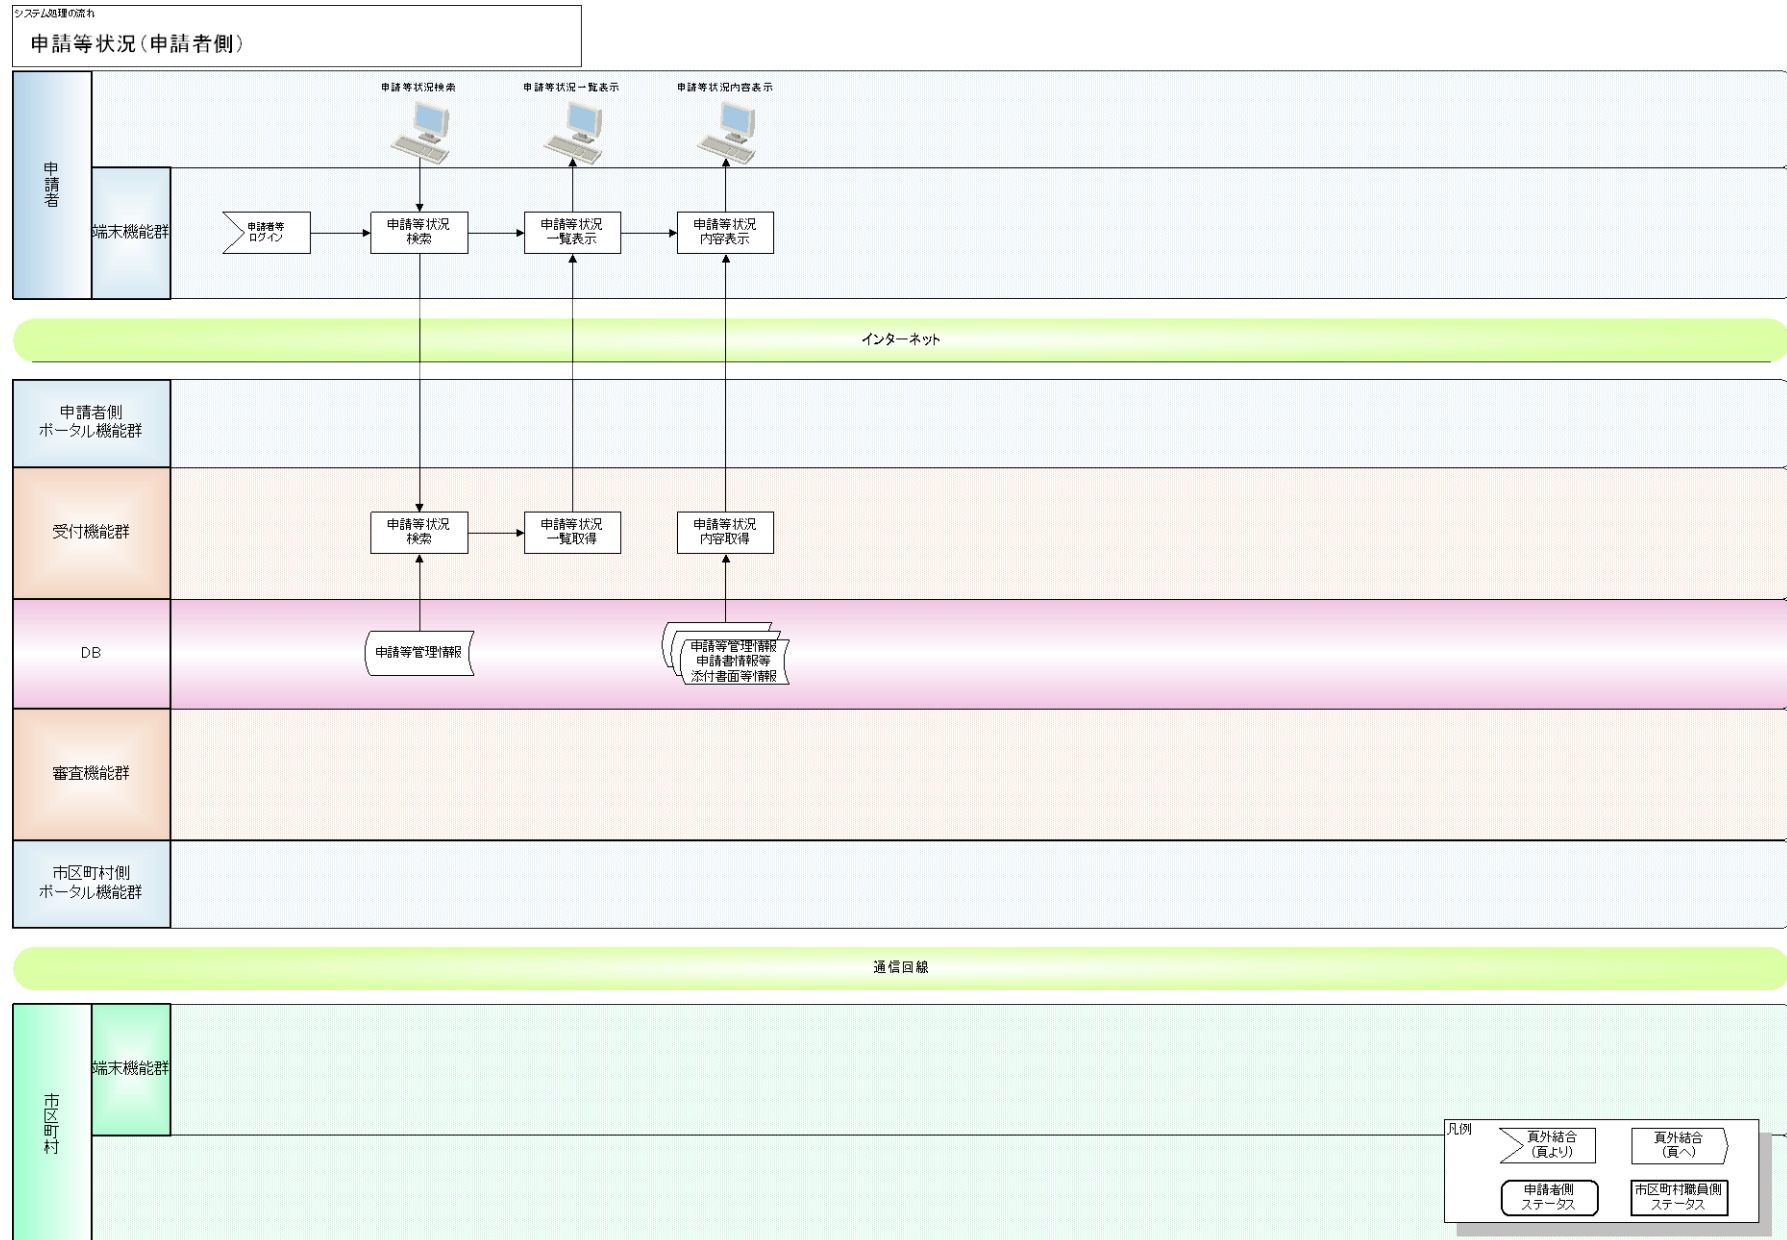 システム処理の流れ
申請等状況（申請者側）
申請等状況検索
申請等状況一覧表示
申請等状況内容表示
申請者
端末機能群
申請者等
ログイン
申請等状況
検索
申請等状況
一覧表示
申請等状況
内容表示
インターネット
申請者側
ポータル機能群
受付機能群
申請等状況
検索
申請等状況
一覧取得
申請等状況
内容取得
DB
申請等管理情報
申請等管理情報
申請書情報等
添付書面等情報
審査機能群
市区町村側
ポータル機能群
通信回線
市区町村
端末機能群
凡例
頁外結合
（頁より）
頁外結合
（頁へ）
申請者側
ステータス
市区町村職員側
ステータス